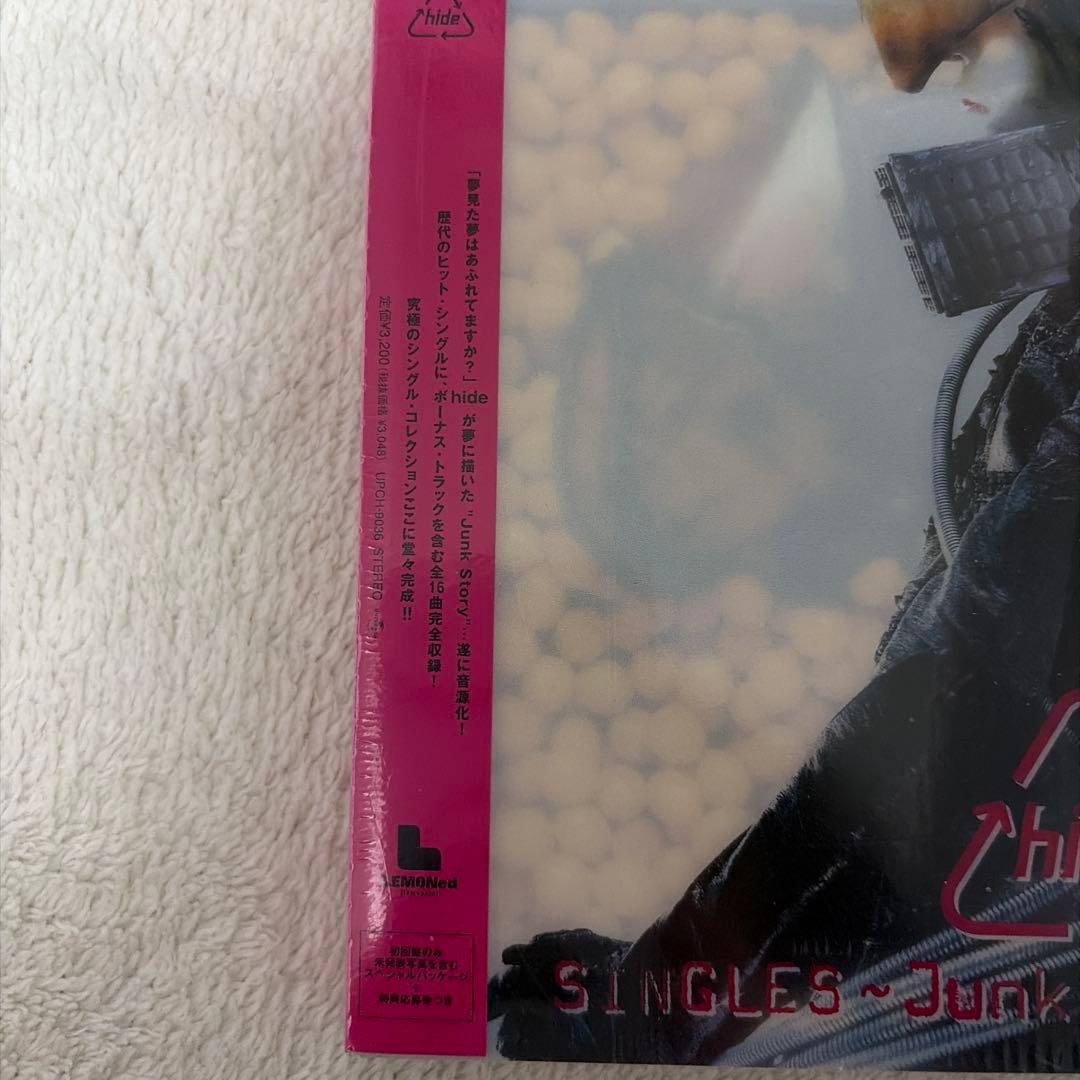 hide
「夢見た夢はあふれてますか？」hide が夢に描いた "Junk Story"…遂に音源化！
歴代のヒット・シングルに、ボーナス・トラックを含む全16曲完全収録！
究極のシングル・コレクションここに堂々完成!!
定価¥3,200（税抜価格 ¥3,048） UPCH-9036 STEREO
LEMONed
初回盤のみ
未発表写真を含む
スペシャルパッケージ
+
特典応募券つき
hi
SINGLES ~ Junk